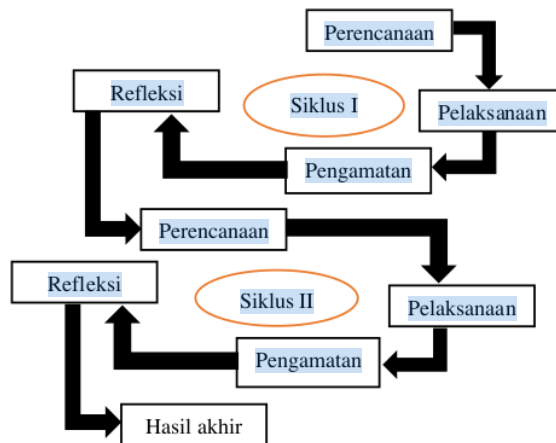 Perencanaan
Refleksi
Siklus I
Pelaksanaan
Pengamatan
Perencanaan
Refleksi
Siklus II
Pelaksanaan
Pengamatan
Hasil akhir